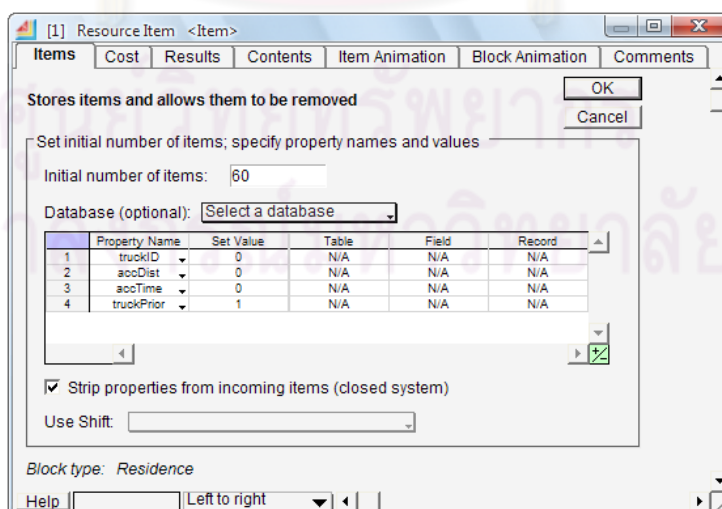 [1] Resource Item <Item>
Items Cost Results Contents Item Animation Block Animation Comments
Stores items and allows them to be removed
OK
Cancel
Set initial number of items; specify property names and values
Initial number of items: 60
Database (optional): Select a database
Property Name Set Value Table Field Record
1 truckID 0 N/A N/A N/A
2 accDist 0 N/A N/A N/A
3 accTime 0 N/A N/A N/A
4 truckPrior 1 N/A N/A N/A
Strip properties from incoming items (closed system)
Use Shift:
Block type: Residence
Help Left to right